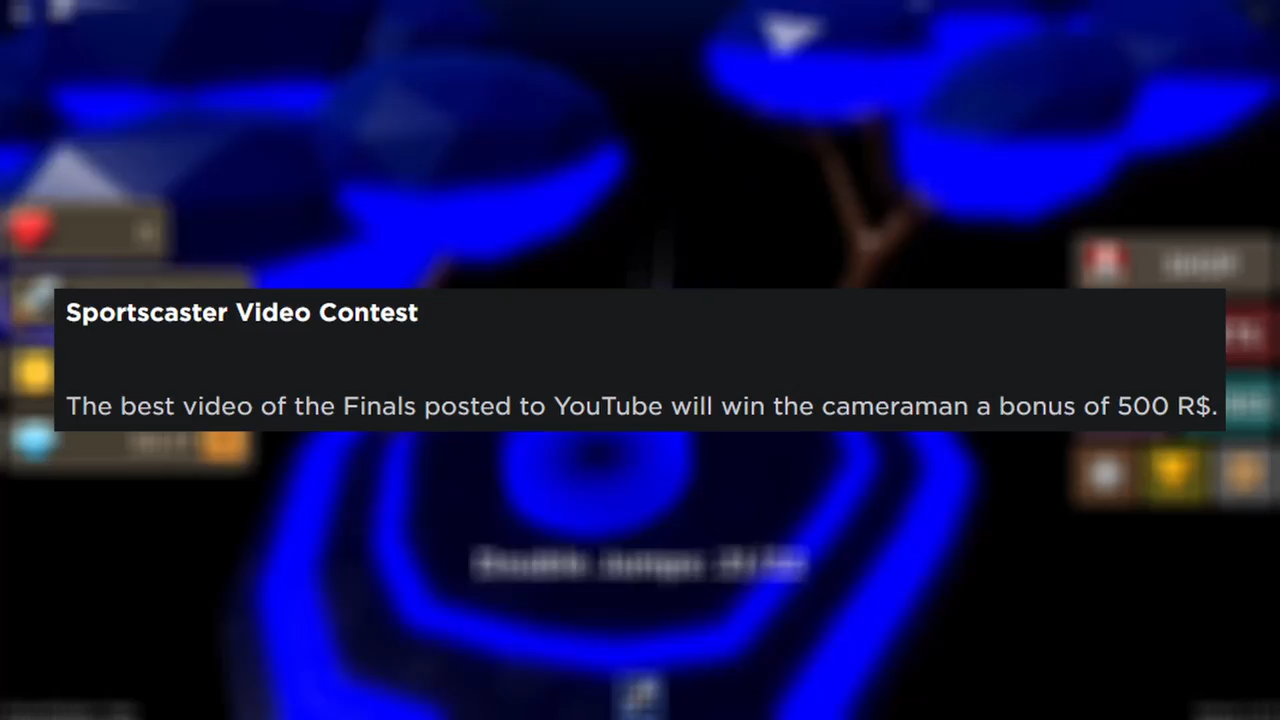 Sportscaster Video Contest
The best video of the Finals posted to YouTube will win the cameraman a bonus of 500 R$.